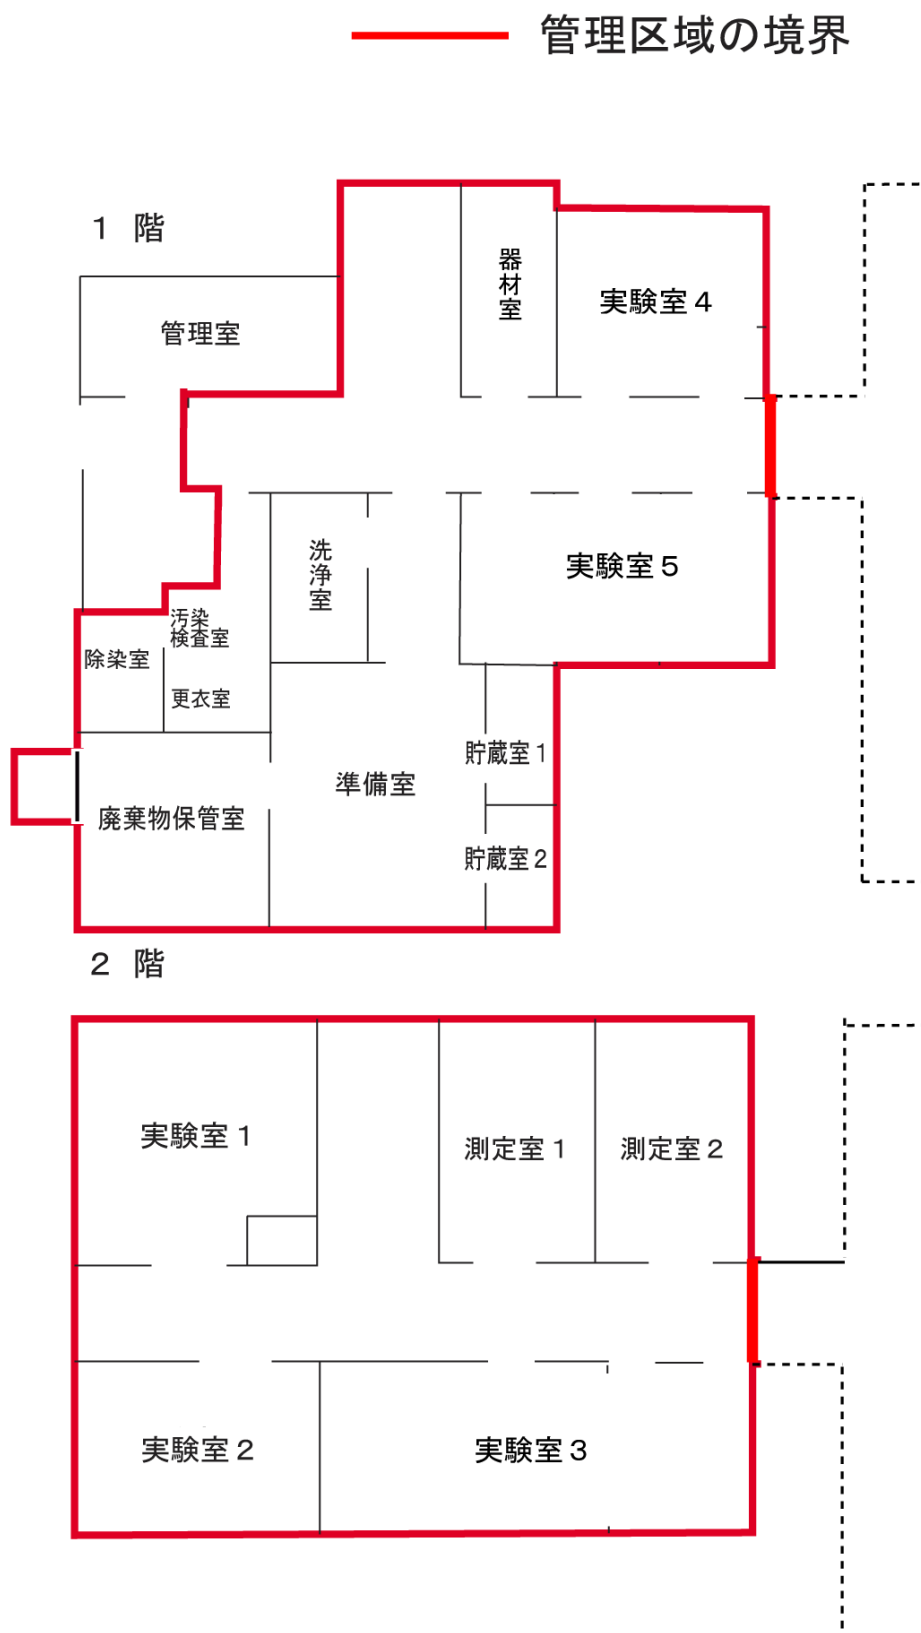 管理区域の境界
１ 階
器材室
実験室４
管理室
洗浄室
実験室５
汚染
検査室
除染室
更衣室
貯蔵室１
準備室
廃棄物保管室
貯蔵室２
２ 階
実験室１
測定室１
測定室２
実験室２
実験室３